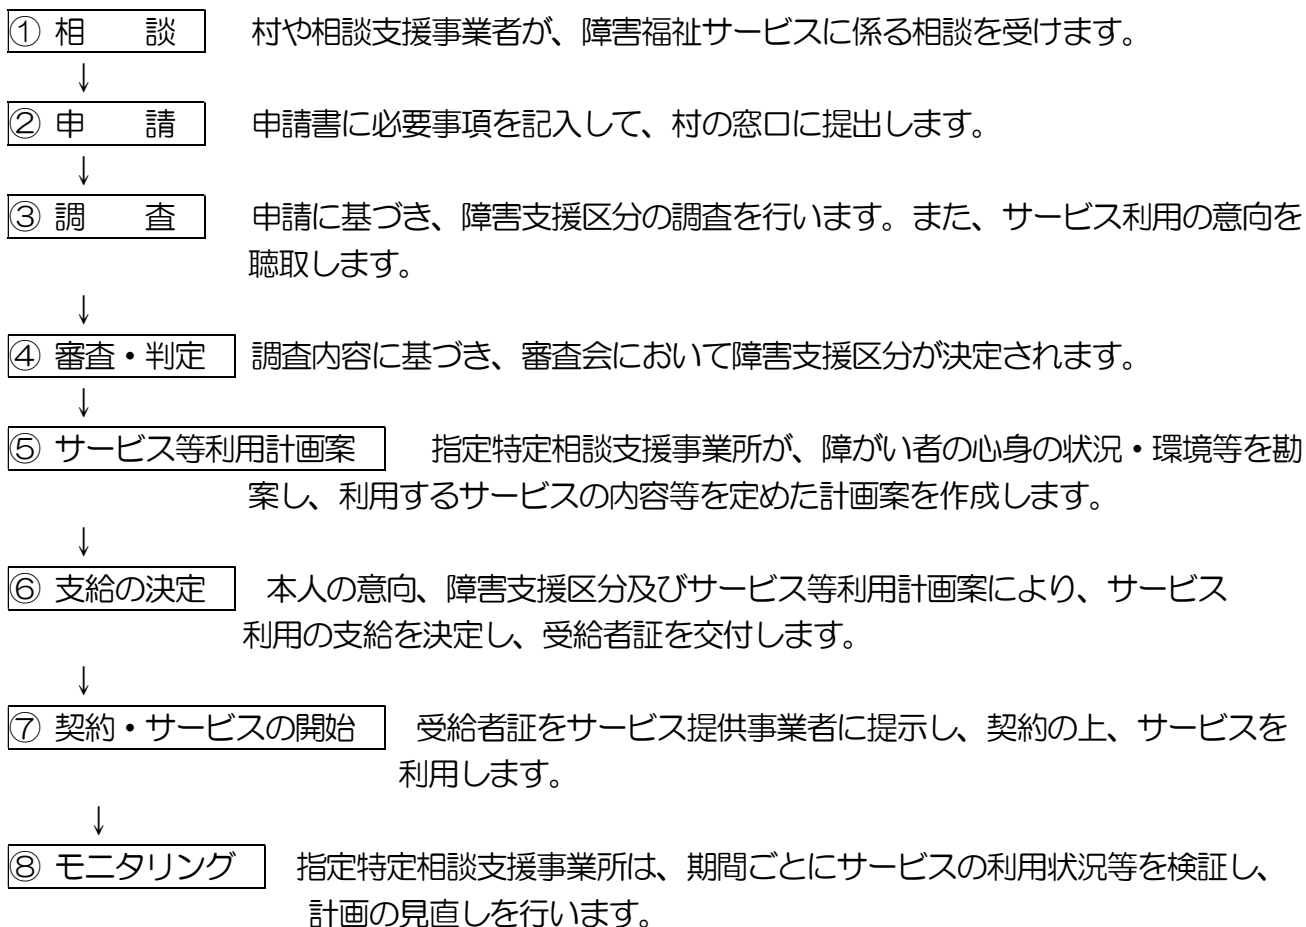 ① 相　　談　村や相談支援事業者が、障害福祉サービスに係る相談を受けます。
↓
② 申　　請　申請書に必要事項を記入して、村の窓口に提出します。
↓
③ 調　　査　申請に基づき、障害支援区分の調査を行います。また、サービス利用の意向を
聴取します。
↓
④ 審査・判定　調査内容に基づき、審査会において障害支援区分が決定されます。
↓
⑤ サービス等利用計画案　指定特定相談支援事業所が、障がい者の心身の状況・環境等を勘
案し、利用するサービスの内容等を定めた計画案を作成します。
↓
⑥ 支給の決定　本人の意向、障害支援区分及びサービス等利用計画案により、サービス
利用の支給を決定し、受給者証を交付します。
↓
⑦ 契約・サービスの開始　受給者証をサービス提供事業者に提示し、契約の上、サービスを
利用します。
↓
⑧ モニタリング　指定特定相談支援事業所は、期間ごとにサービスの利用状況等を検証し、
計画の見直しを行います。